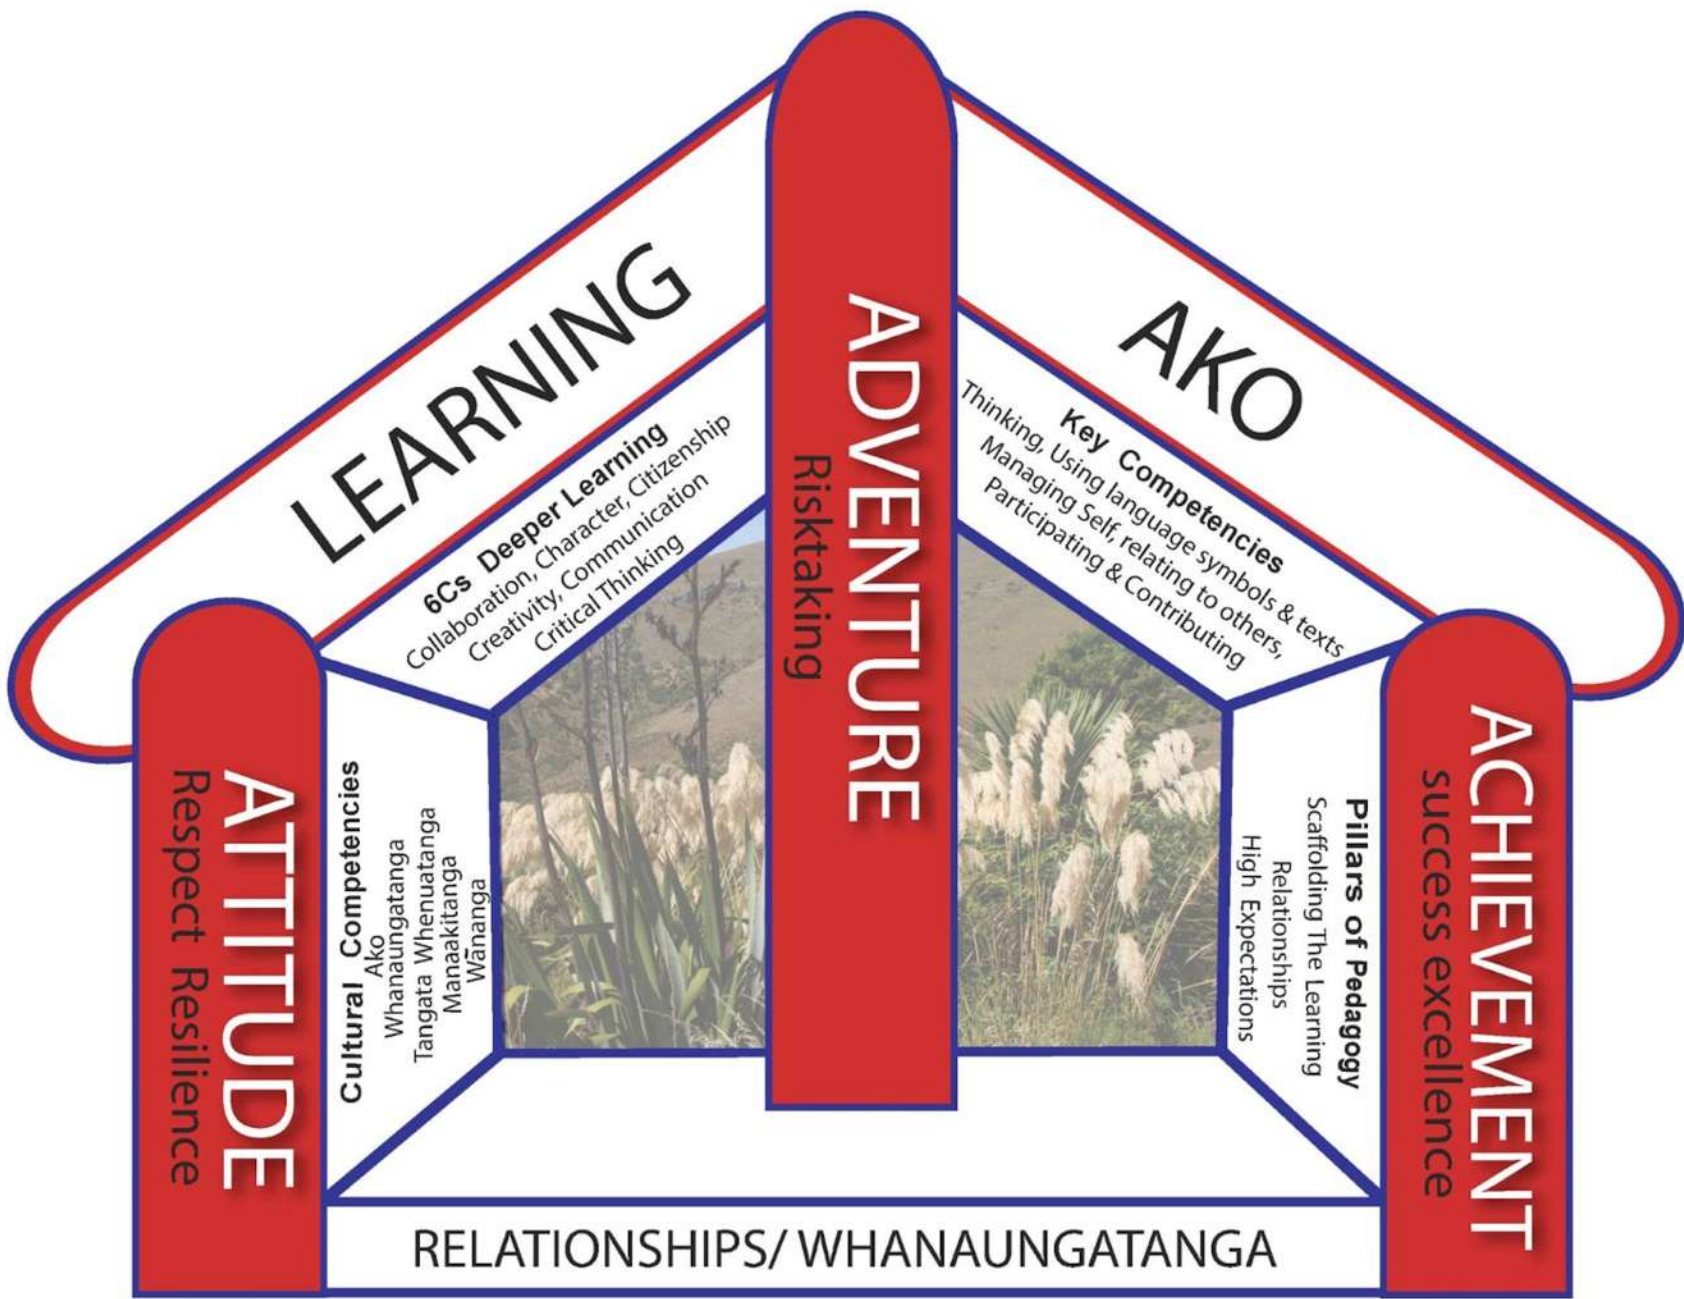 LEARNING
AKO
6Cs Deeper Learning
Collaboration, Character, Citizenship
Creativity, Communication
Critical Thinking
ADVENTURE
Risktaking
Key Competencies
Thinking, Using language symbols & texts
Managing Self, relating to others,
Participating & Contributing
ATTITUDE
Respect Resilience
Cultural Competencies
Ako
Whanaungatanga
Tangata Whenuatanga
Manaakitanga
Wānanga
Pillars of Pedagogy
Scaffolding The Learning
Relationships
High Expectations
ACHIEVEMENT
success excellence
RELATIONSHIPS/ WHANAUNGATANGA